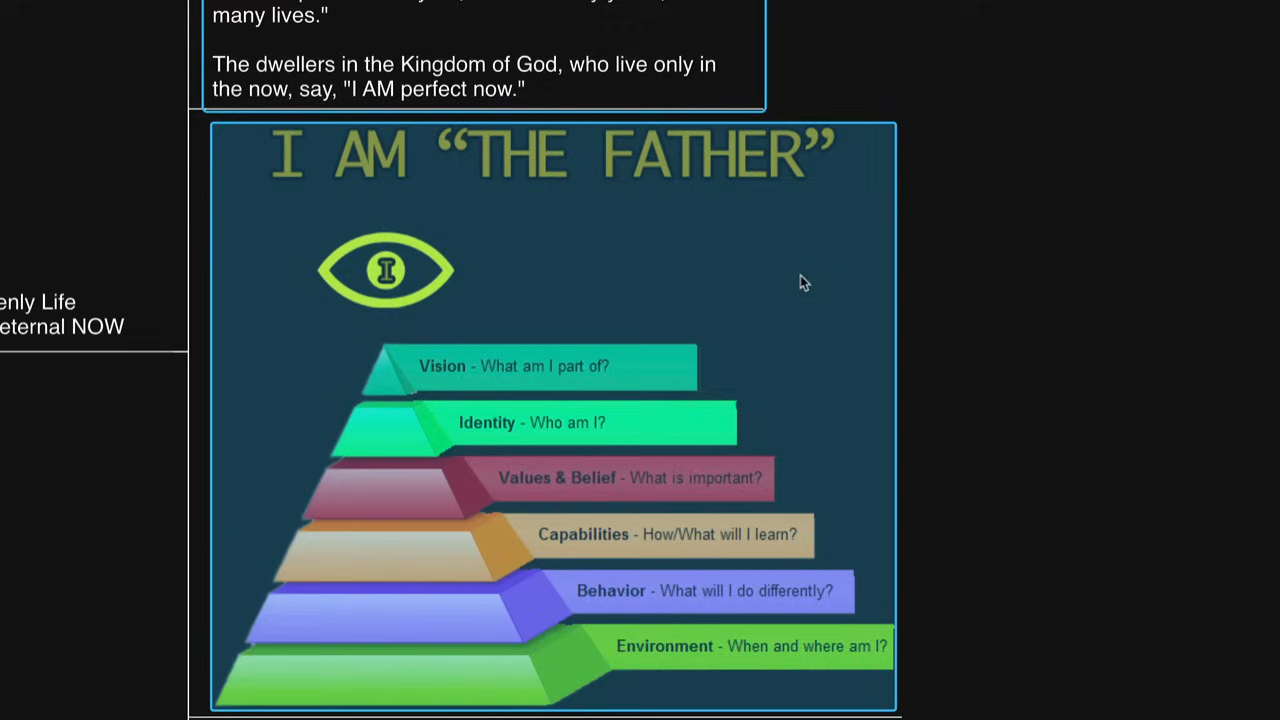 many lives."
The dwellers in the Kingdom of God, who live only in
the now, say, "I AM perfect now."
I AM “THE FATHER”
I
enly Life
eternal NOW
Vision - What am I part of?
Identity - Who am I?
Values & Belief - What is important?
Capabilities - How/What will I learn?
Behavior - What will I do differently?
Environment - When and where am I?